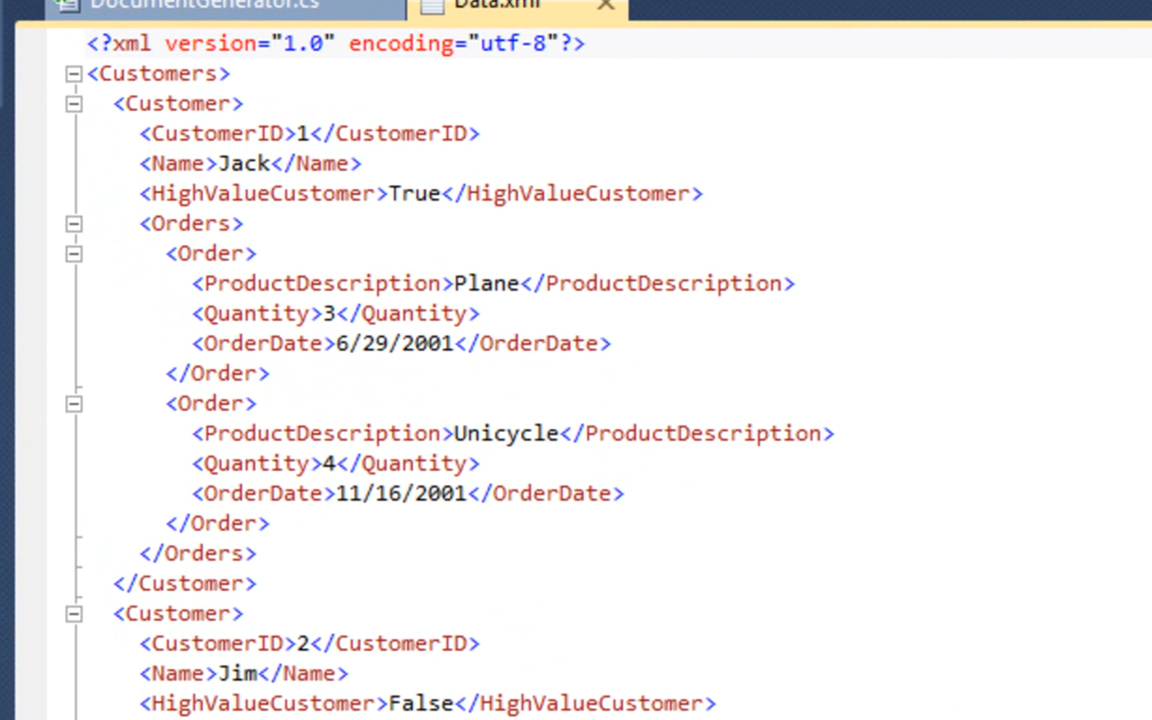 DocumentGenerator.cs
Data.xml
<?xml version="1.0" encoding="utf-8"?>
<Customers>
<Customer>
<CustomerID>1</CustomerID>
<Name>Jack</Name>
<HighValueCustomer>True</HighValueCustomer>
<Orders>
<Order>
<ProductDescription>Plane</ProductDescription>
<Quantity>3</Quantity>
<OrderDate>6/29/2001</OrderDate>
</Order>
<Order>
<ProductDescription>Unicycle</ProductDescription>
<Quantity>4</Quantity>
<OrderDate>11/16/2001</OrderDate>
</Order>
</Orders>
</Customer>
<Customer>
<CustomerID>2</CustomerID>
<Name>Jim</Name>
<HighValueCustomer>False</HighValueCustomer>